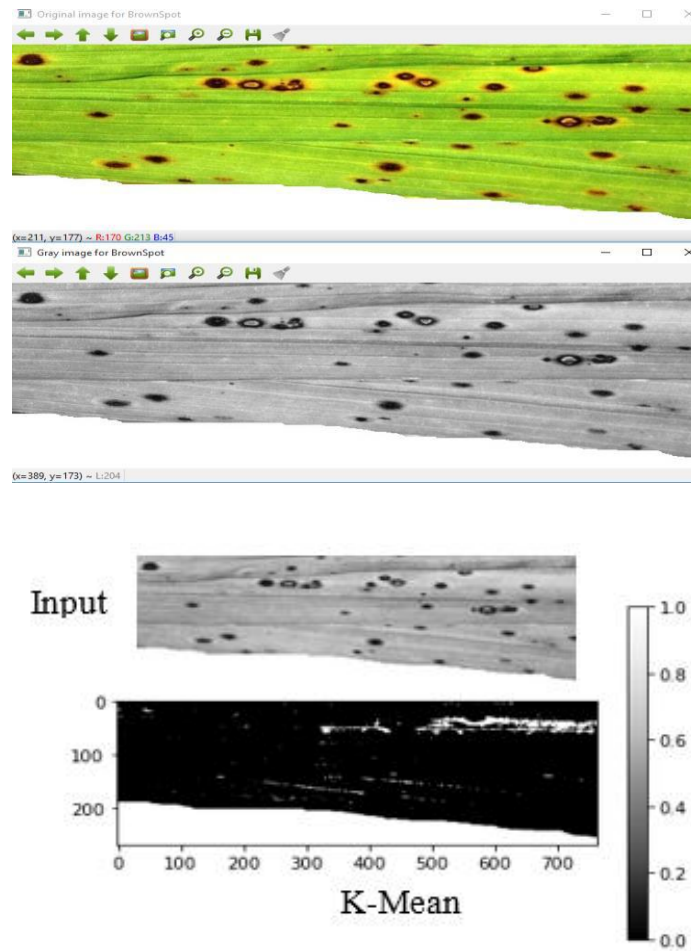 Original image for BrownSpot
(x=211, y=177) ~ R:170 G:213 B:45
Gray image for BrownSpot
(x=389, y=173) ~ L:204
Input
1.0
0.8
0.6
0.4
0.2
0.0
0
100
200
0 100 200 300 400 500 600 700
K-Mean